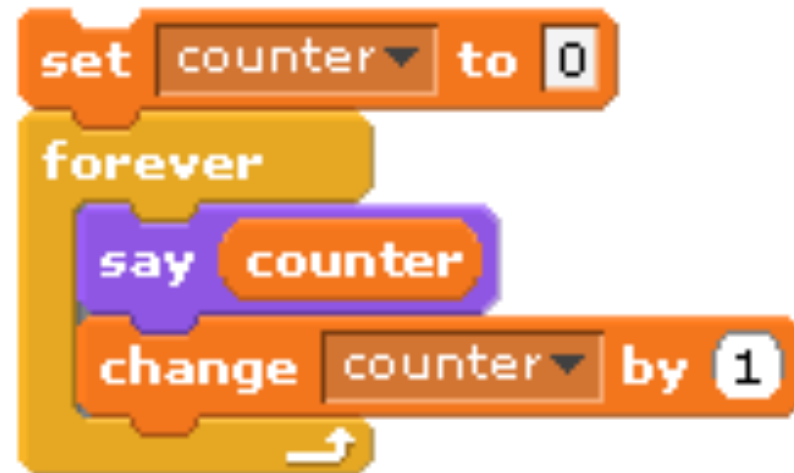 set counter to 0
forever
say counter
change counter by 1